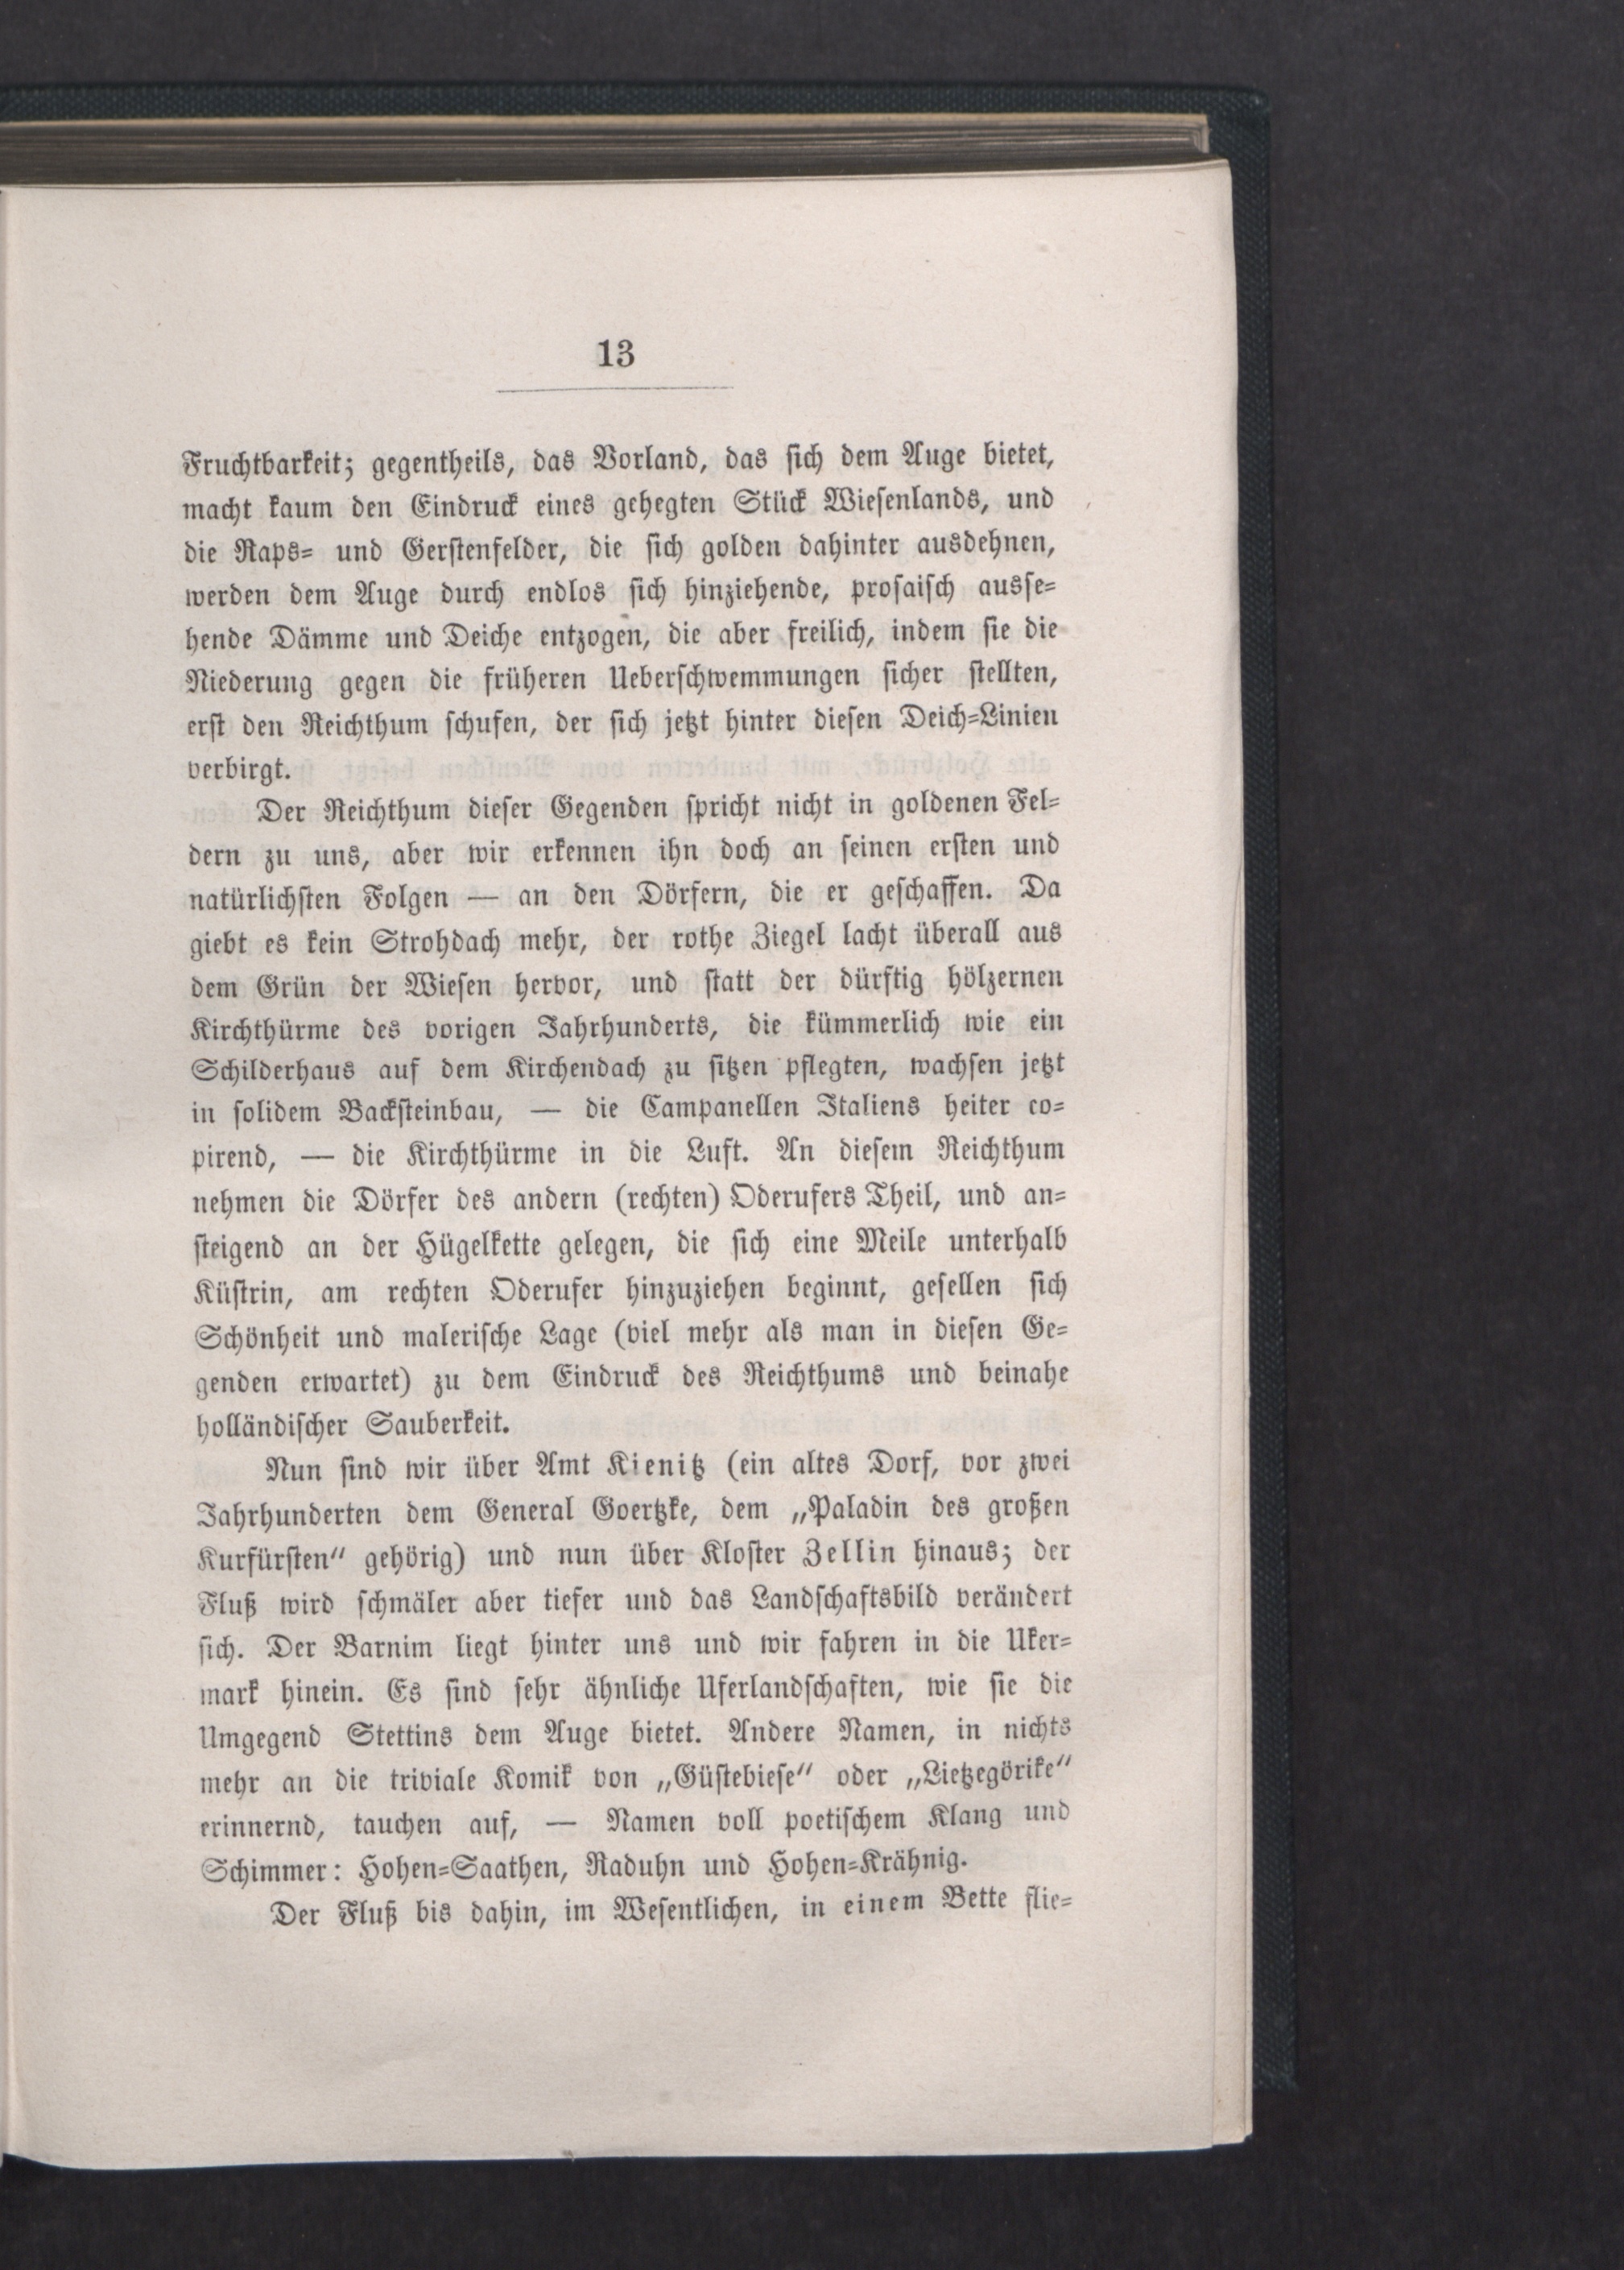 13
Fruchtbarkeit; gegentheils, das Vorland, das sich dem Auge bietet,
macht kaum den Eindruck eines gehegten Stück Wiesenlands, und
die Raps= und Gerstenfelder, die sich golden dahinter ausdehnen,
werden dem Auge durch endlos sich hinziehende, prosaisch ausse=
hende Dämme und Deiche entzogen, die aber freilich, indem sie die
Niederung gegen die früheren Ueberschwemmungen sicher stellten,
erst den Reichthum schufen, der sich jetzt hinter diesen Deich=Linien
verbirgt.
Der Reichthum dieser Gegenden spricht nicht in goldenen Fel=
dern zu uns, aber wir erkennen ihn doch an seinen ersten und
natürlichsten Folgen — an den Dörfern, die er geschaffen. Da
giebt es kein Strohdach mehr, der rothe Ziegel lacht überall aus
dem Grün der Wiesen hervor, und statt der dürftig hölzernen
Kirchthürme des vorigen Jahrhunderts, die kümmerlich wie ein
Schilderhaus auf dem Kirchendach zu sitzen pflegten, wachsen jetzt
in solidem Backsteinbau, — die Campanellen Italiens heiter co=
pirend, — die Kirchthürme in die Luft. An diesem Reichthum
nehmen die Dörfer des andern (rechten) Oderufers Theil, und an=
steigend an der Hügelkette gelegen, die sich eine Meile unterhalb
Küstrin, am rechten Oderufer hinzuziehen beginnt, gesellen sich
Schönheit und malerische Lage (viel mehr als man in diesen Ge=
genden erwartet) zu dem Eindruck des Reichthums und beinahe
holländischer Sauberkeit.
Nun sind wir über Amt Kienitz (ein altes Dorf, vor zwei
Jahrhunderten dem General Goertzke, dem „Paladin des großen
Kurfürsten“ gehörig) und nun über Kloster Zellin hinaus; der
Fluß wird schmäler aber tiefer und das Landschaftsbild verändert
sich. Der Barnim liegt hinter uns und wir fahren in die Uker=
mark hinein. Es sind sehr ähnliche Uferlandschaften, wie sie die
Umgegend Stettins dem Auge bietet. Andere Namen, in nichts
mehr an die triviale Komik von „Güstebiese“ oder „Lietzegörike“
erinnernd, tauchen auf, — Namen voll poetischem Klang und
Schimmer: Hohen=Saathen, Raduhn und Hohen=Krähnig.
Der Fluß bis dahin, im Wesentlichen, in einem Bette flie=